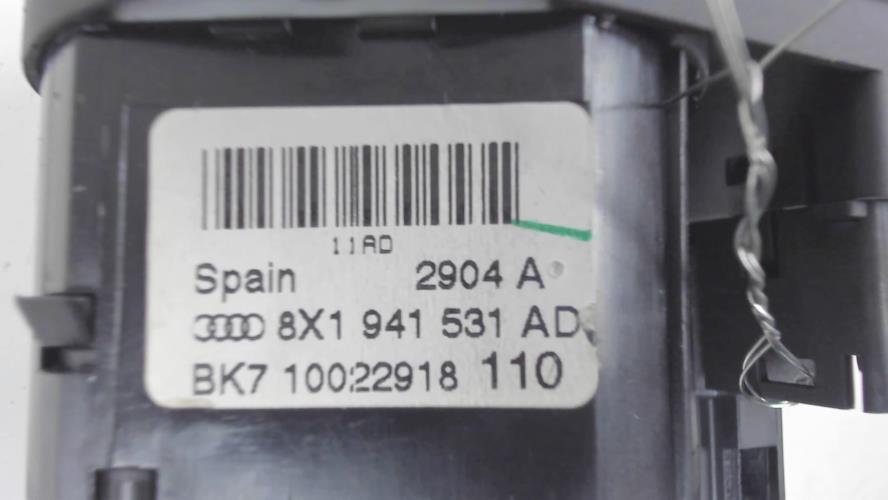 11AD
Spain 2904 A
8X1 941 531 AD
BK7 10022918 110